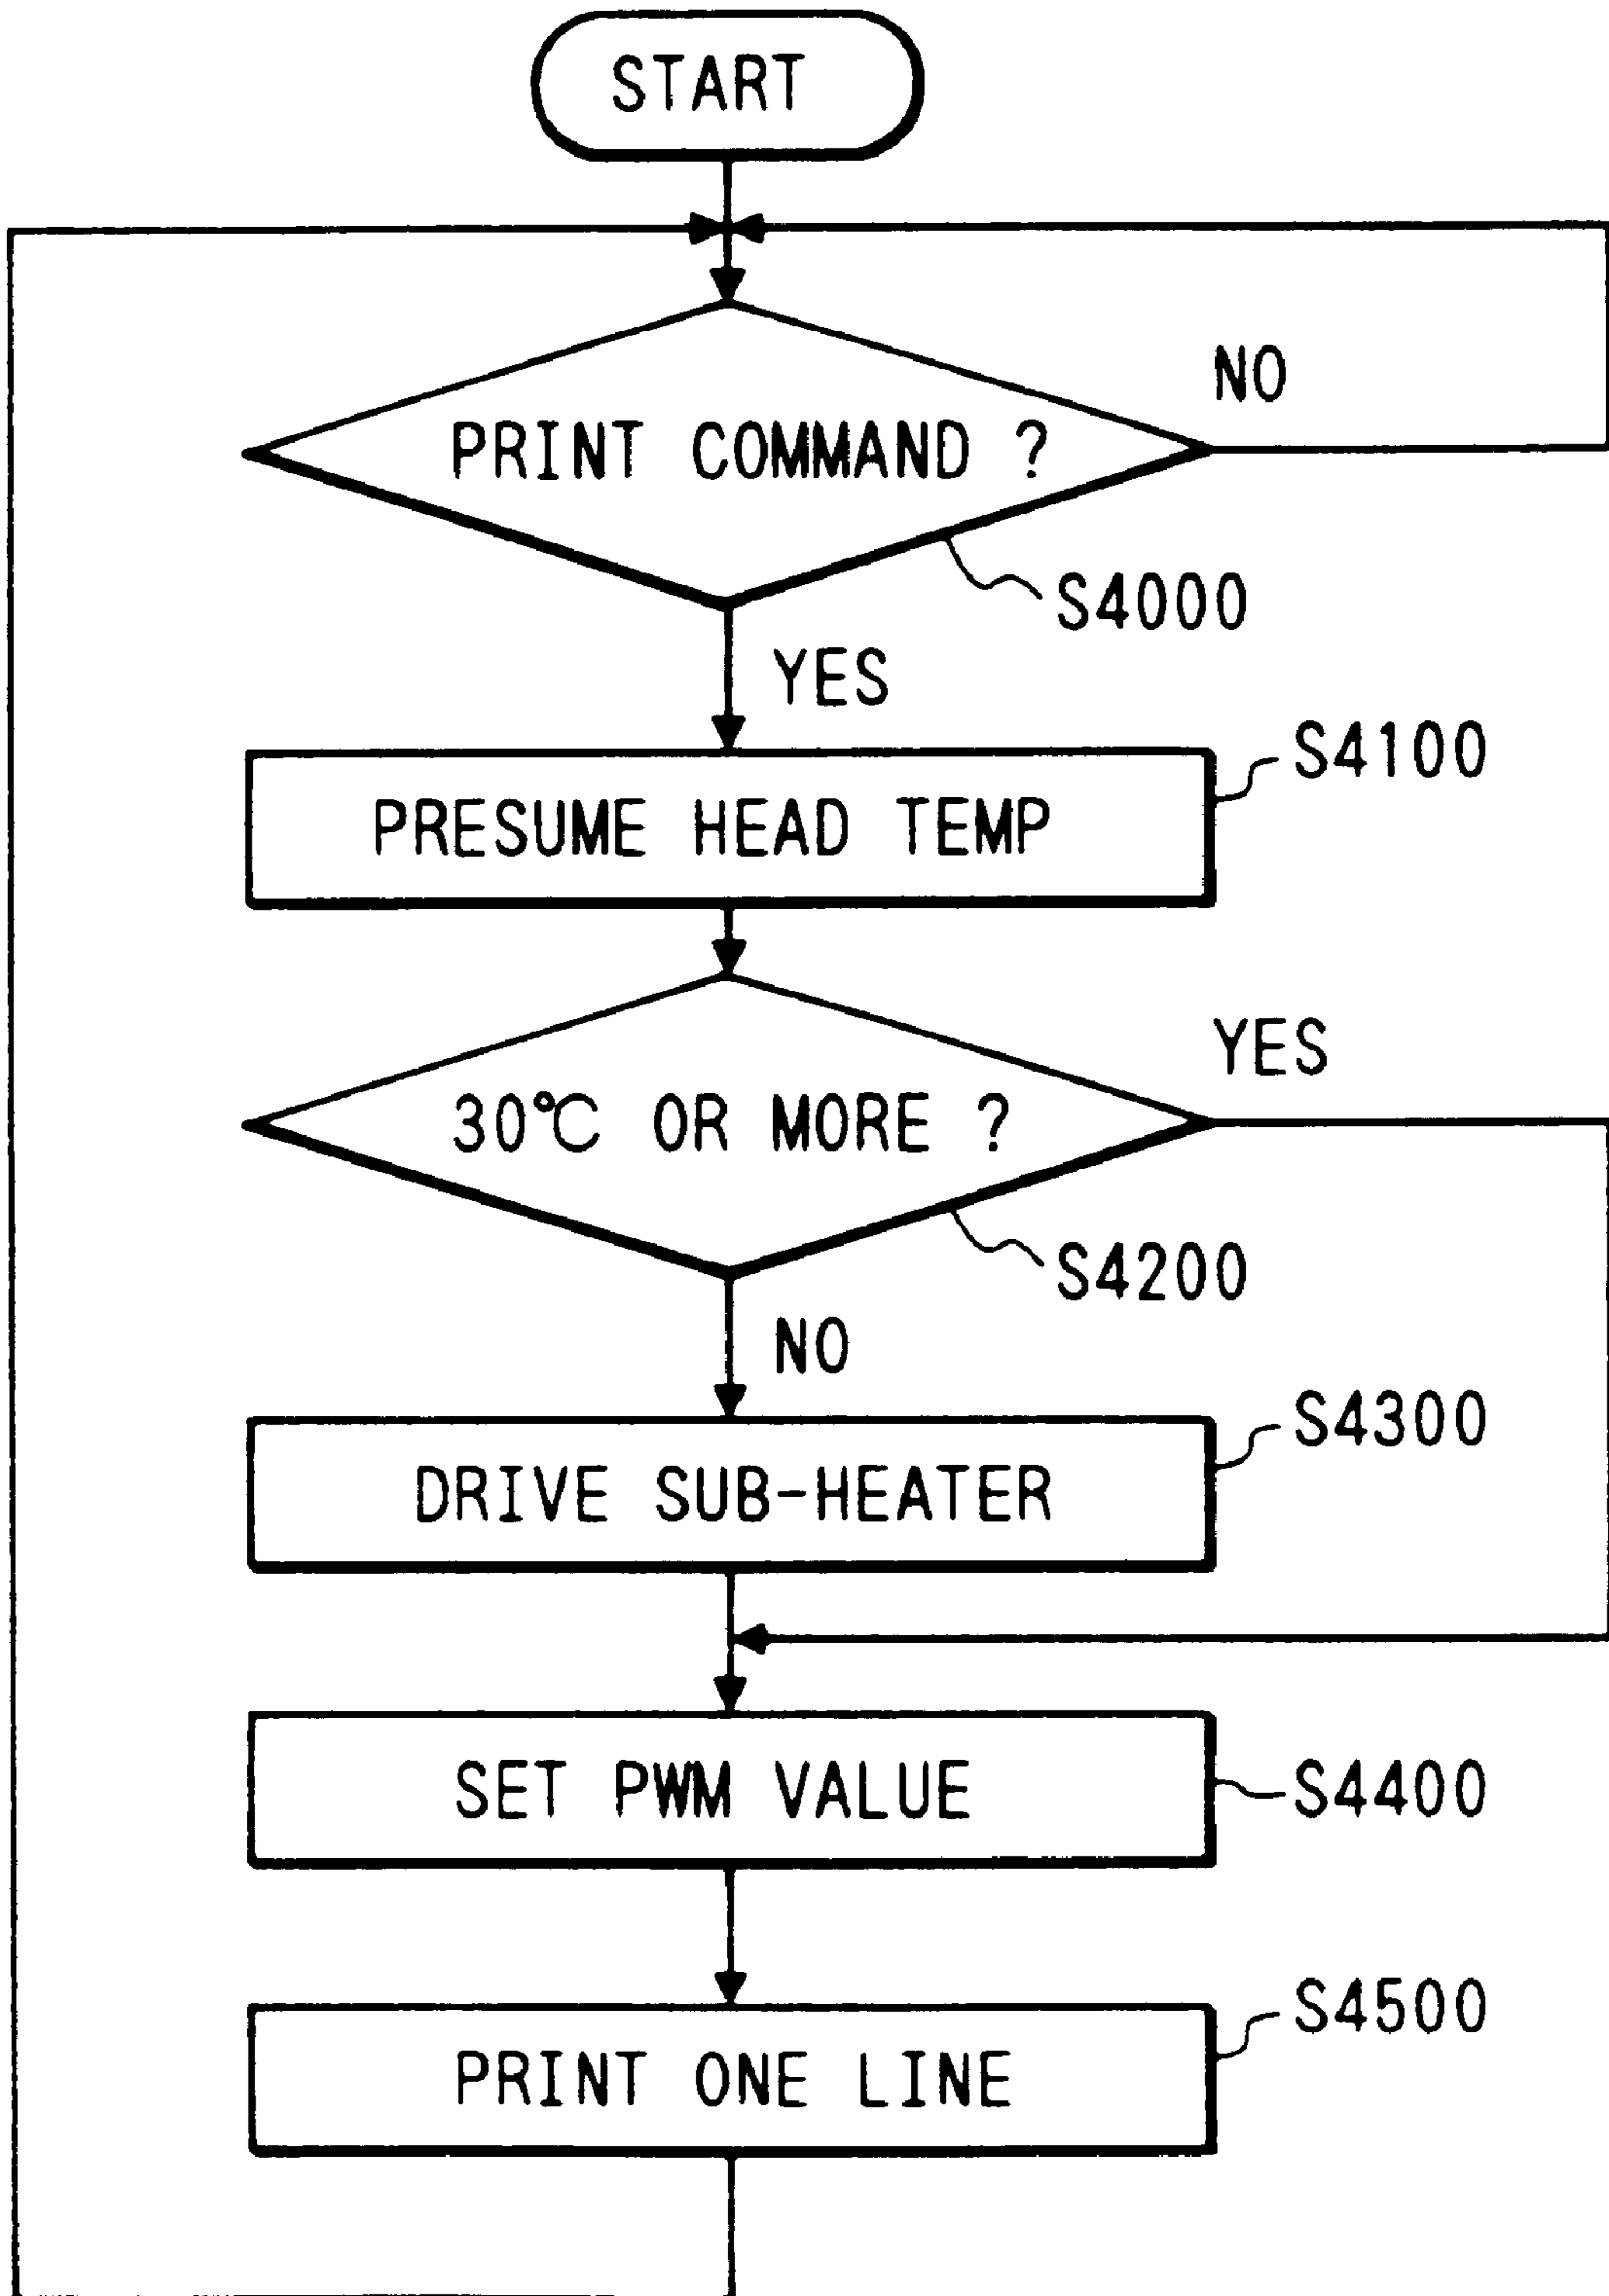 START
NO
PRINT COMMAND ?
S4000
YES
S4100
PRESUME HEAD TEMP
YES
30℃ OR MORE ?
S4200
NO
S4300
DRIVE SUB-HEATER
SET PWM VALUE
S4400
S4500
PRINT ONE LINE